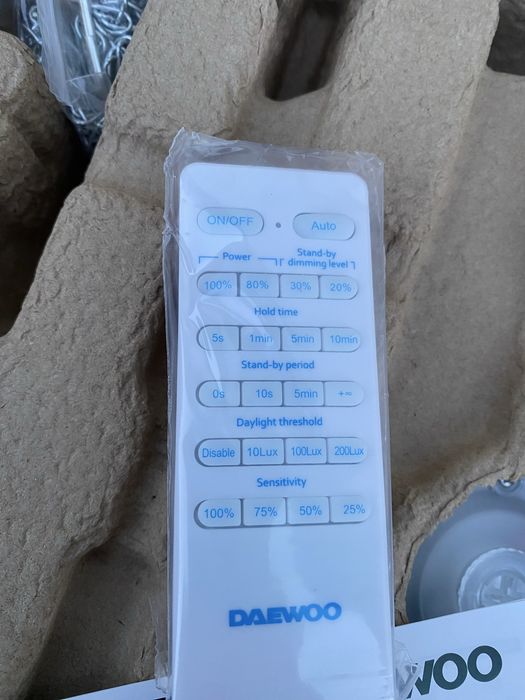 ON/OFF Auto
Power Stand-by
dimming level
100% 80% 30% 20%
Hold time
5s 1min 5min 10min
Stand-by period
0s 10s 5min +∞
Daylight threshold
Disable 10Lux 100Lux 200Lux
Sensitivity
100% 75% 50% 25%
DAEWOO
WOO